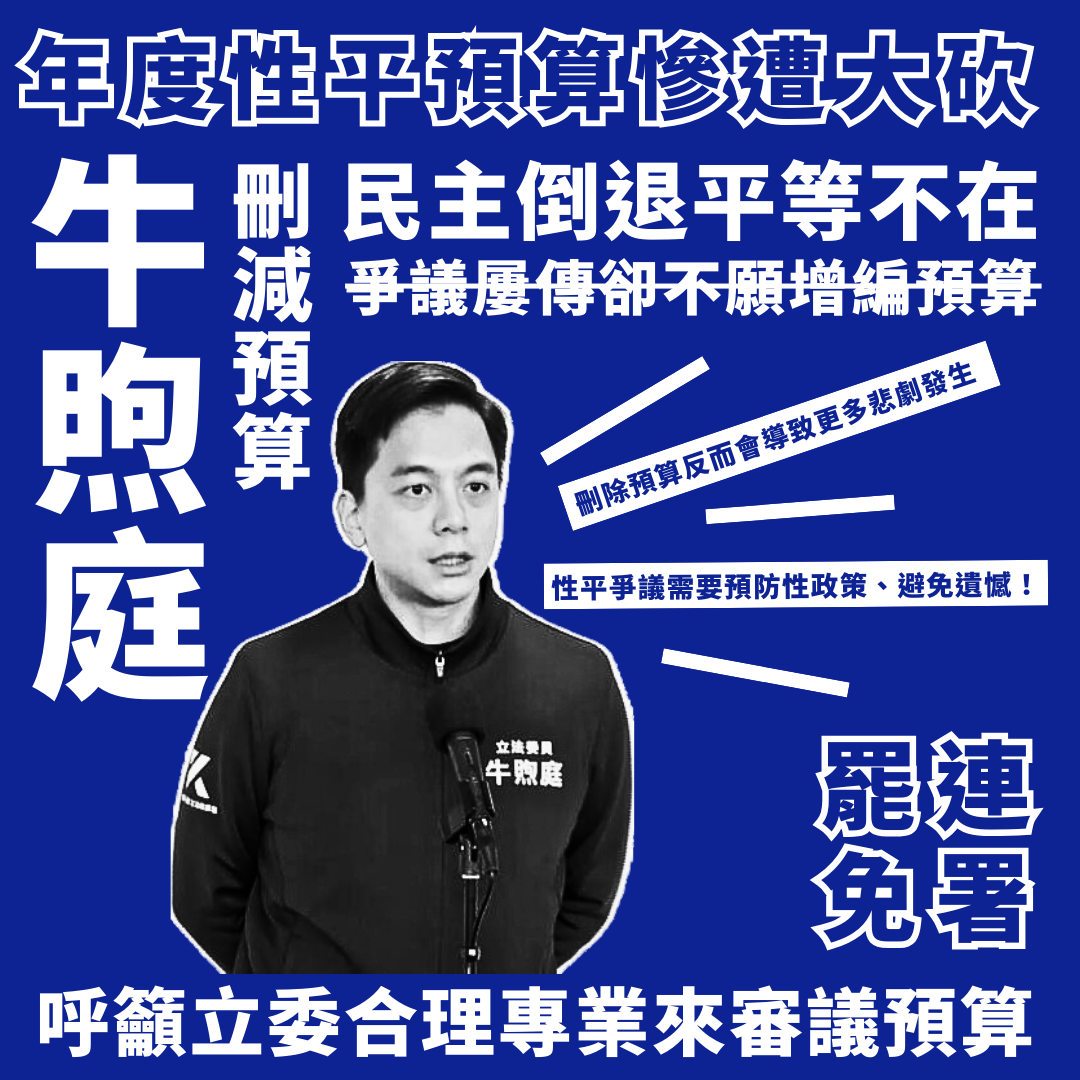 年度性平預算慘遭大砍
牛煦庭
刪減預算
民主倒退平等不在
爭議屢傳卻不願增編預算
刪除預算反而會導致更多悲劇發生
性平爭議需要預防性政策、避免遺憾！
立法委員
牛煦庭
連署
罷免
呼籲立委合理專業來審議預算